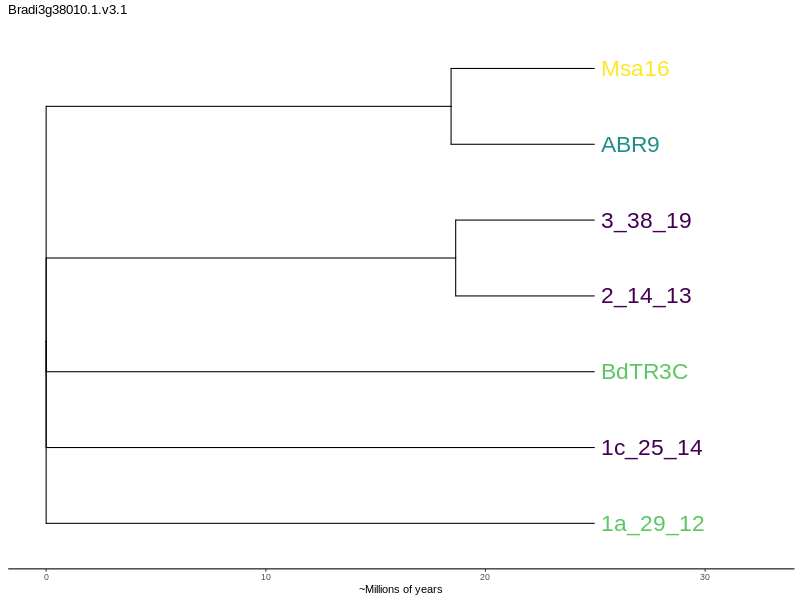 Bradi3g38010.1.v3.1
Msa16
ABR9
3_38_19
2_14_13
BdTR3C
1c_25_14
1a_29_12
0 10 20 30
~Millions of years